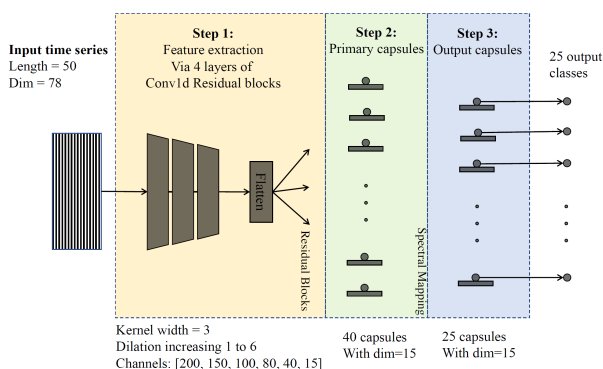 Input time series
Length = 50
Dim = 78
Step 1:
Feature extraction
Via 4 layers of
Conv1d Residual blocks
Flatten
Residual Blocks
Kernel width = 3
Dilation increasing 1 to 6
Channels: [200, 150, 100, 80, 40, 15]
Step 2:
Primary capsules
Spectral Mapping
40 capsules
With dim=15
Step 3:
Output capsules
25 capsules
With dim=15
25 output
classes